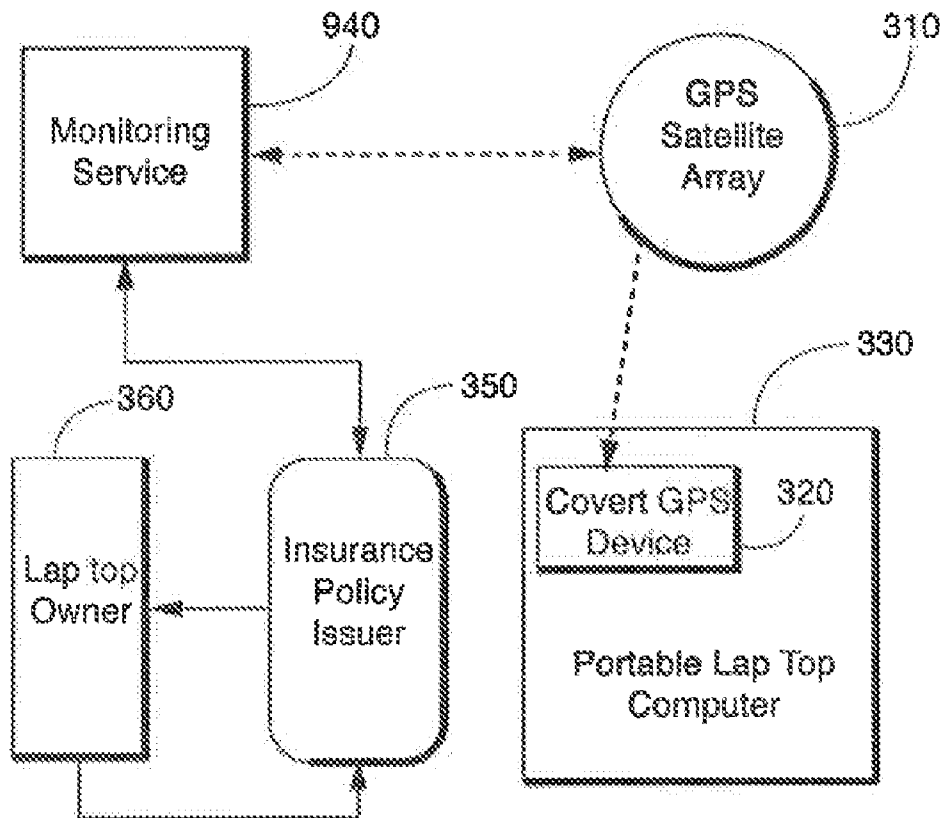 940
310
Monitoring
Service
GPS
Satellite
Array
330
360
350
Covert GPS
Device
320
Lap top
Owner
Insurance
Policy
Issuer
Portable Lap Top
Computer